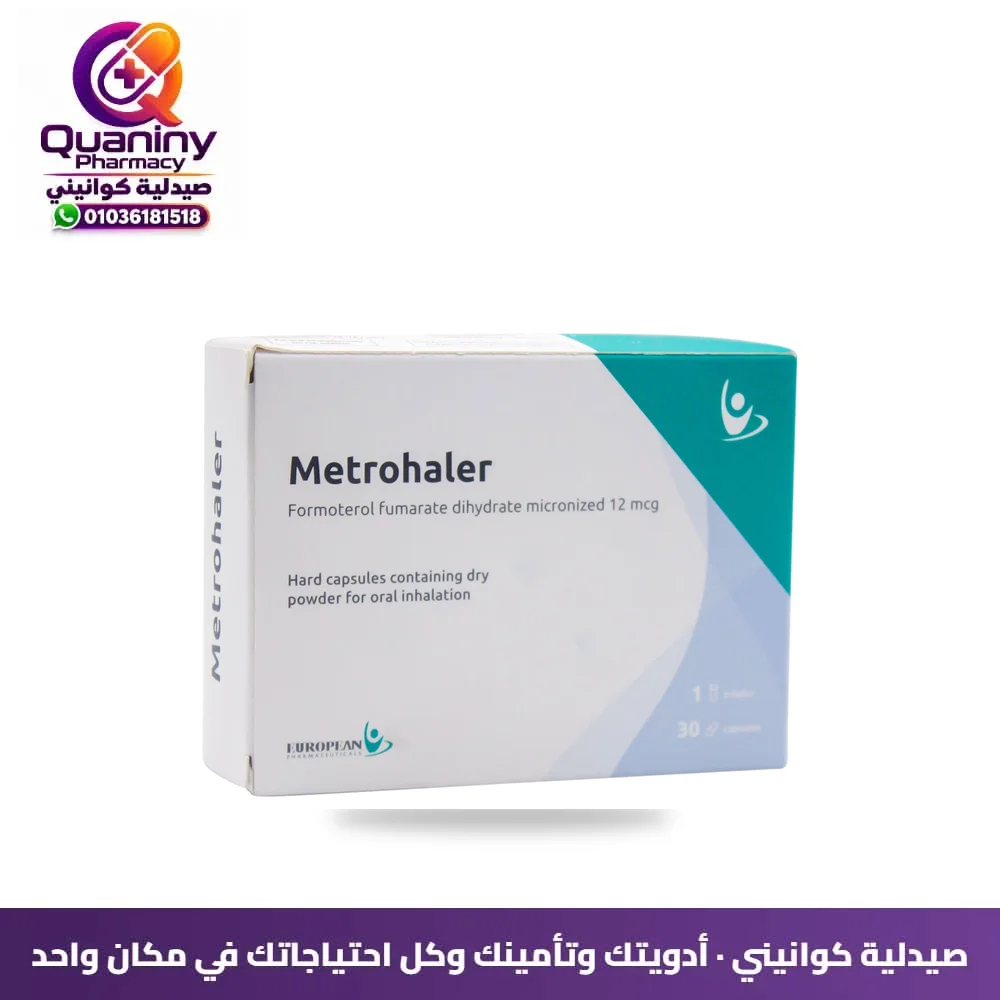 Quaniny
Pharmacy
صيدلية كوانيني
01036181518
Metrohaler
Metrohaler
Formoterol fumarate dihydrate micronized 12 mcg
Hard capsules containing dry
powder for oral inhalation
1
30
EUROPEAN
PHARMACEUTICALS
صيدلية كوانيني · أدويتك وتأمينك وكل احتياجاتك في مكان واحد